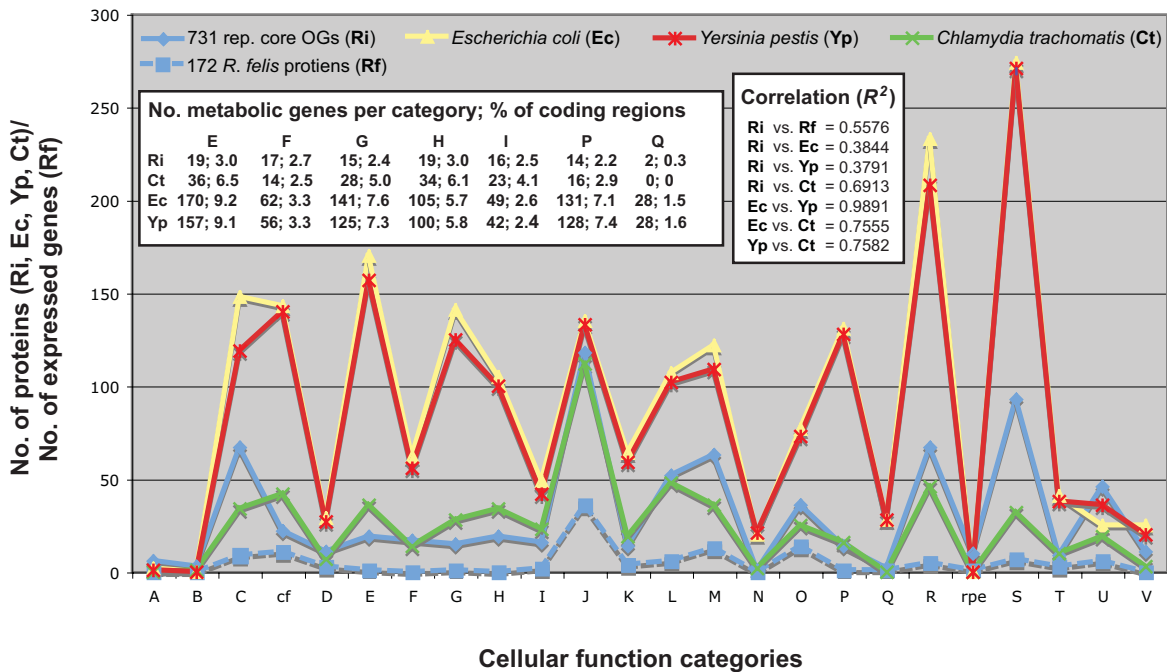 731 rep. core OGs (Ri)
Escherichia coli (Ec)
Yersinia pestis (Yp)
Chlamydia trachomatis (Ct)
172 R. felis protiens (Rf)
No. metabolic genes per category; % of coding regions
E F G H I P Q
Ri 19; 3.0 17; 2.7 15; 2.4 19; 3.0 16; 2.5 14; 2.2 2; 0.3
Ct 36; 6.5 14; 2.5 28; 5.0 34; 6.1 23; 4.1 16; 2.9 0; 0
Ec 170; 9.2 62; 3.3 141; 7.6 105; 5.7 49; 2.6 131; 7.1 28; 1.5
Yp 157; 9.1 56; 3.3 125; 7.3 100; 5.8 42; 2.4 128; 7.4 28; 1.6
Correlation (R²)
Ri vs. Rf = 0.5576
Ri vs. Ec = 0.3844
Ri vs. Yp = 0.3791
Ri vs. Ct = 0.6913
Ec vs. Yp = 0.9891
Ec vs. Ct = 0.7555
Yp vs. Ct = 0.7582
No. of proteins (Ri, Ec, Yp, Ct)/
No. of expressed genes (Rf)
300
250
200
150
100
50
0
A B C cf D E F G H I J K L M N O P Q R rpe S T U V
Cellular function categories